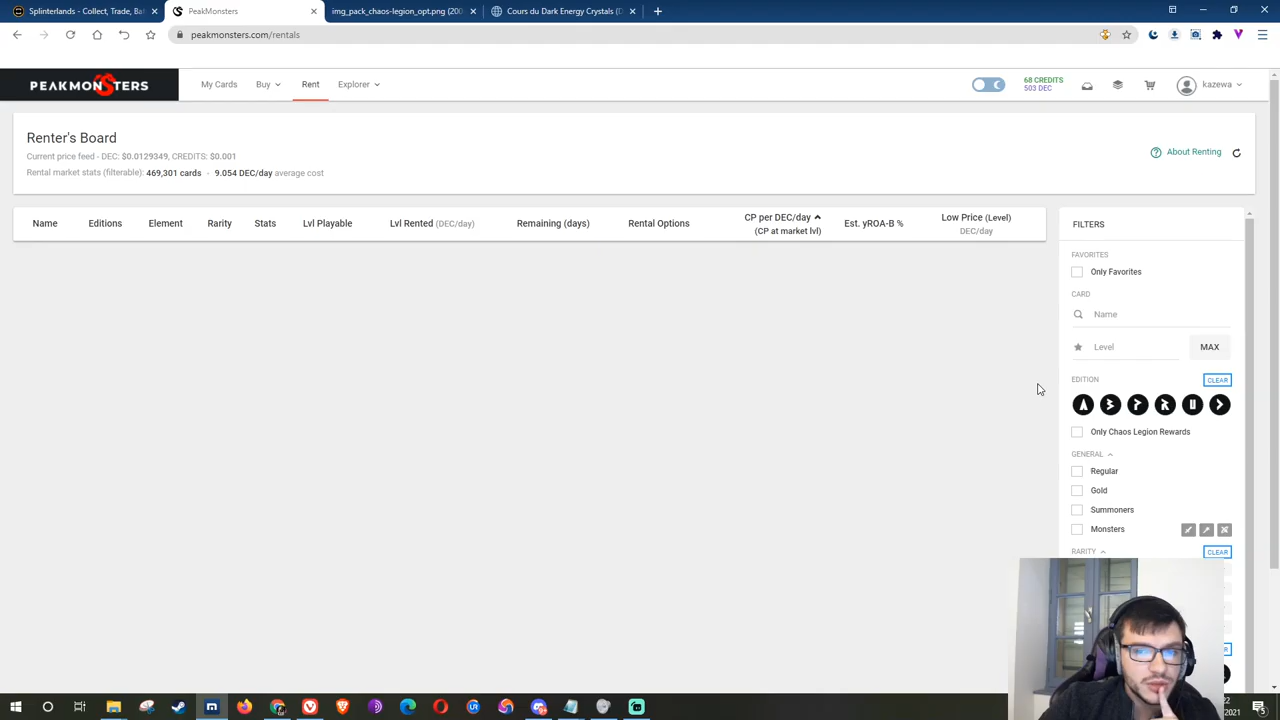 Splinterlands - Collect, Trade, Ba
PeakMonsters
img_pack_chaos-legion_opt.png (200
Cours du Dark Energy Crystals (D
peakmonsters.com/rentals
PEAKMONSTERS
My Cards
Buy
Rent
Explorer
68 CREDITS
503 DEC
kazewa
Renter's Board
Current price feed - DEC: $0.0129349, CREDITS: $0.001
Rental market stats (filterable): 469,301 cards - 9.054 DEC/day average cost
About Renting
Name
Editions
Element
Rarity
Stats
Lvl Playable
Lvl Rented (DEC/day)
Remaining (days)
Rental Options
CP per DEC/day
(CP at market lvl)
Est. yROA-B %
Low Price (Level)
DEC/day
FILTERS
FAVORITES
Only Favorites
CARD
Name
Level
MAX
EDITION
CLEAR
Only Chaos Legion Rewards
GENERAL
Regular
Gold
Summoners
Monsters
RARITY
CLEAR